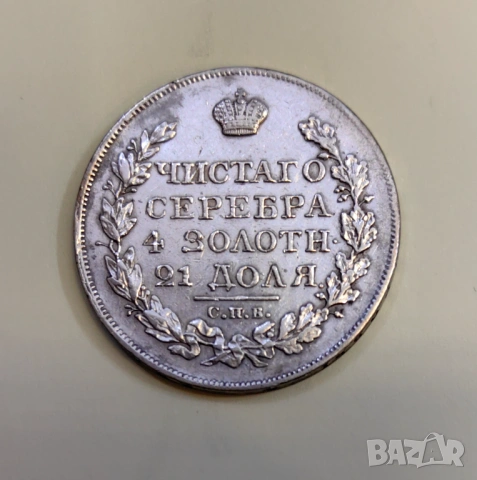 ЧИСТАГО
СЕРЕБРА
4 ЗОЛОТН.
21 ДОЛЯ.
С.П.Б.
BAZAR